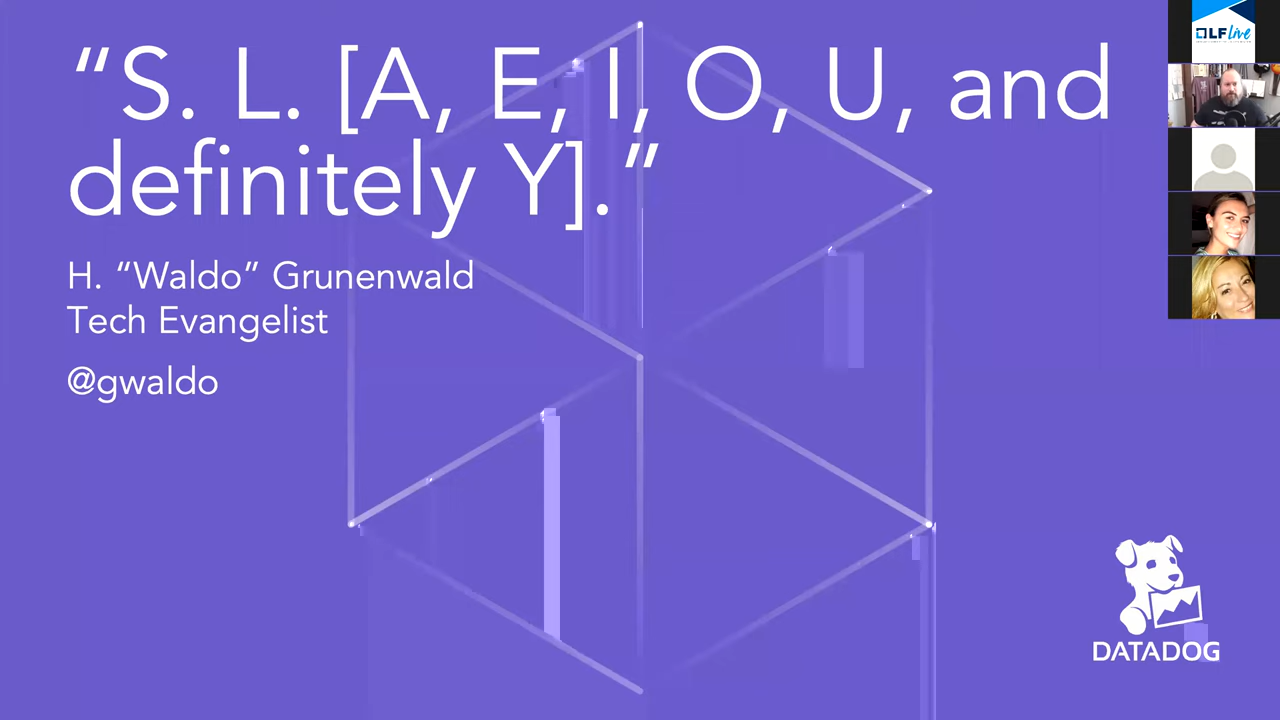 “S. L. [A, E, I, O, U, and
definitely Y].”
H. “Waldo” Grunenwald
Tech Evangelist
@gwaldo
DATADOG
LF Live